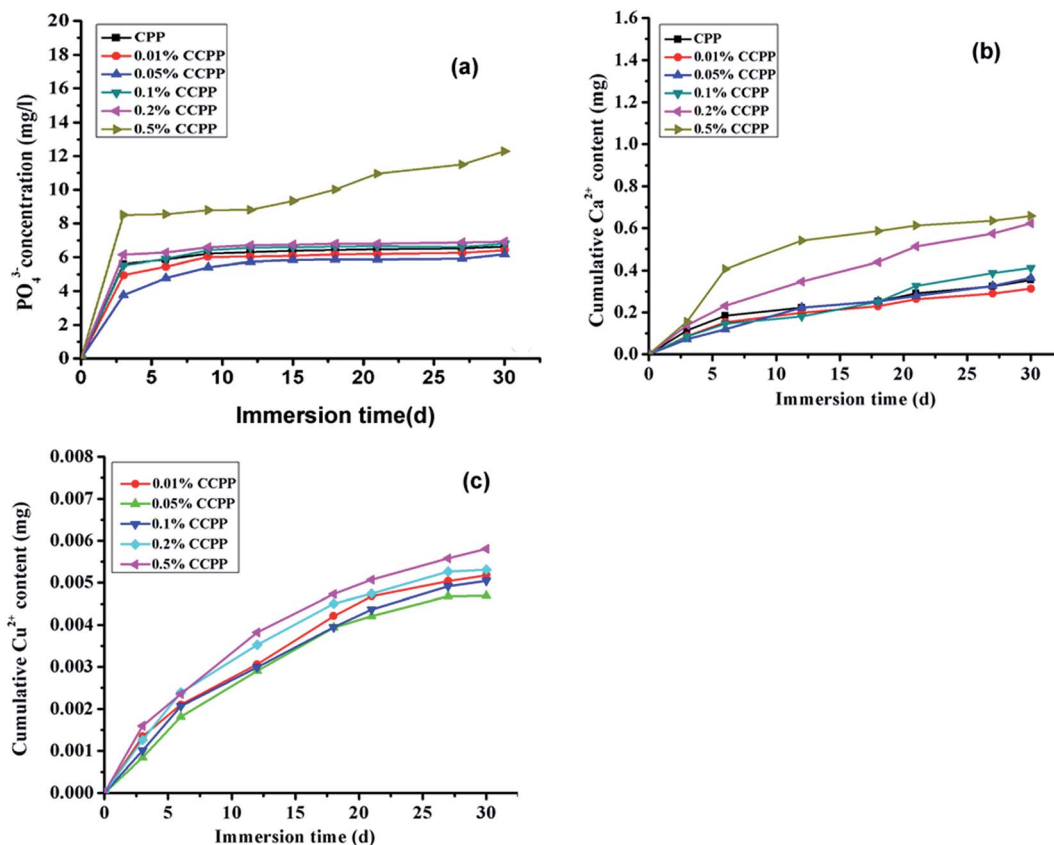 20
18
16
14
12
10
8
6
4
2
0
PO₄³⁻concentration (mg/l)
CPP
0.01% CCPP
0.05% CCPP
0.1% CCPP
0.2% CCPP
0.5% CCPP
(a)
0 5 10 15 20 25 30
Immersion time(d)
1.6
1.4
1.2
1.0
0.8
0.6
0.4
0.2
0.0
Cumulative Ca²⁺ content (mg)
CPP
0.01% CCPP
0.05% CCPP
0.1% CCPP
0.2% CCPP
0.5% CCPP
(b)
0 5 10 15 20 25 30
Immersion time (d)
0.008
0.007
0.006
0.005
0.004
0.003
0.002
0.001
0.000
Cumulative Cu²⁺ content (mg)
0.01% CCPP
0.05% CCPP
0.1% CCPP
0.2% CCPP
0.5% CCPP
(c)
0 5 10 15 20 25 30
Immersion time (d)